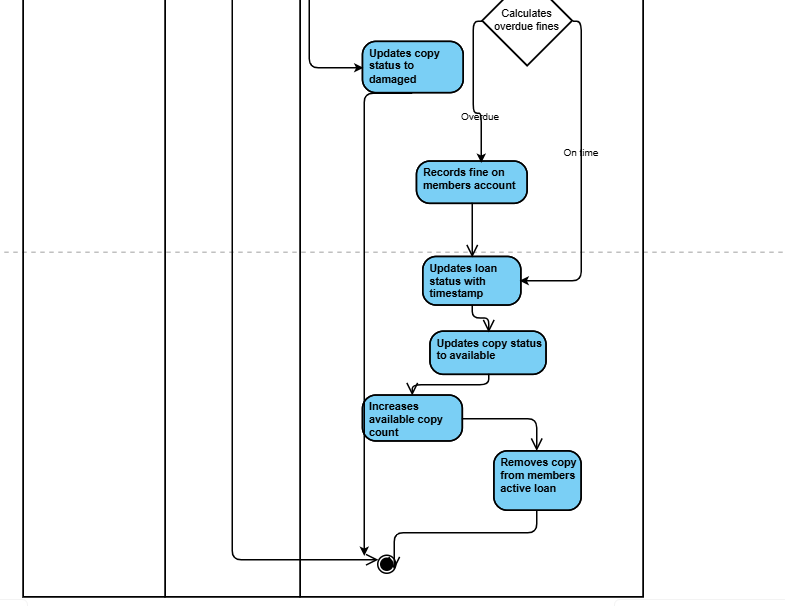 Calculates
overdue fines
Updates copy
status to
damaged
Overdue
On time
Records fine on
members account
Updates loan
status with
timestamp
Updates copy status
to available
Increases
available copy
count
Removes copy
from members
active loan